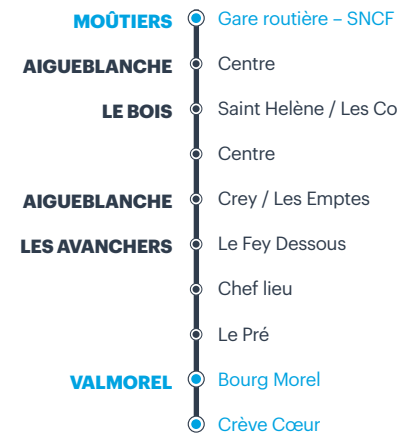 MOÛTIERS Gare routière – SNCF
AIGUEBLANCHE Centre
LE BOIS Saint Helène / Les Co
Centre
AIGUEBLANCHE Crey / Les Emptes
LES AVANCHERS Le Fey Dessous
Chef lieu
Le Pré
VALMOREL Bourg Morel
Crève Cœur